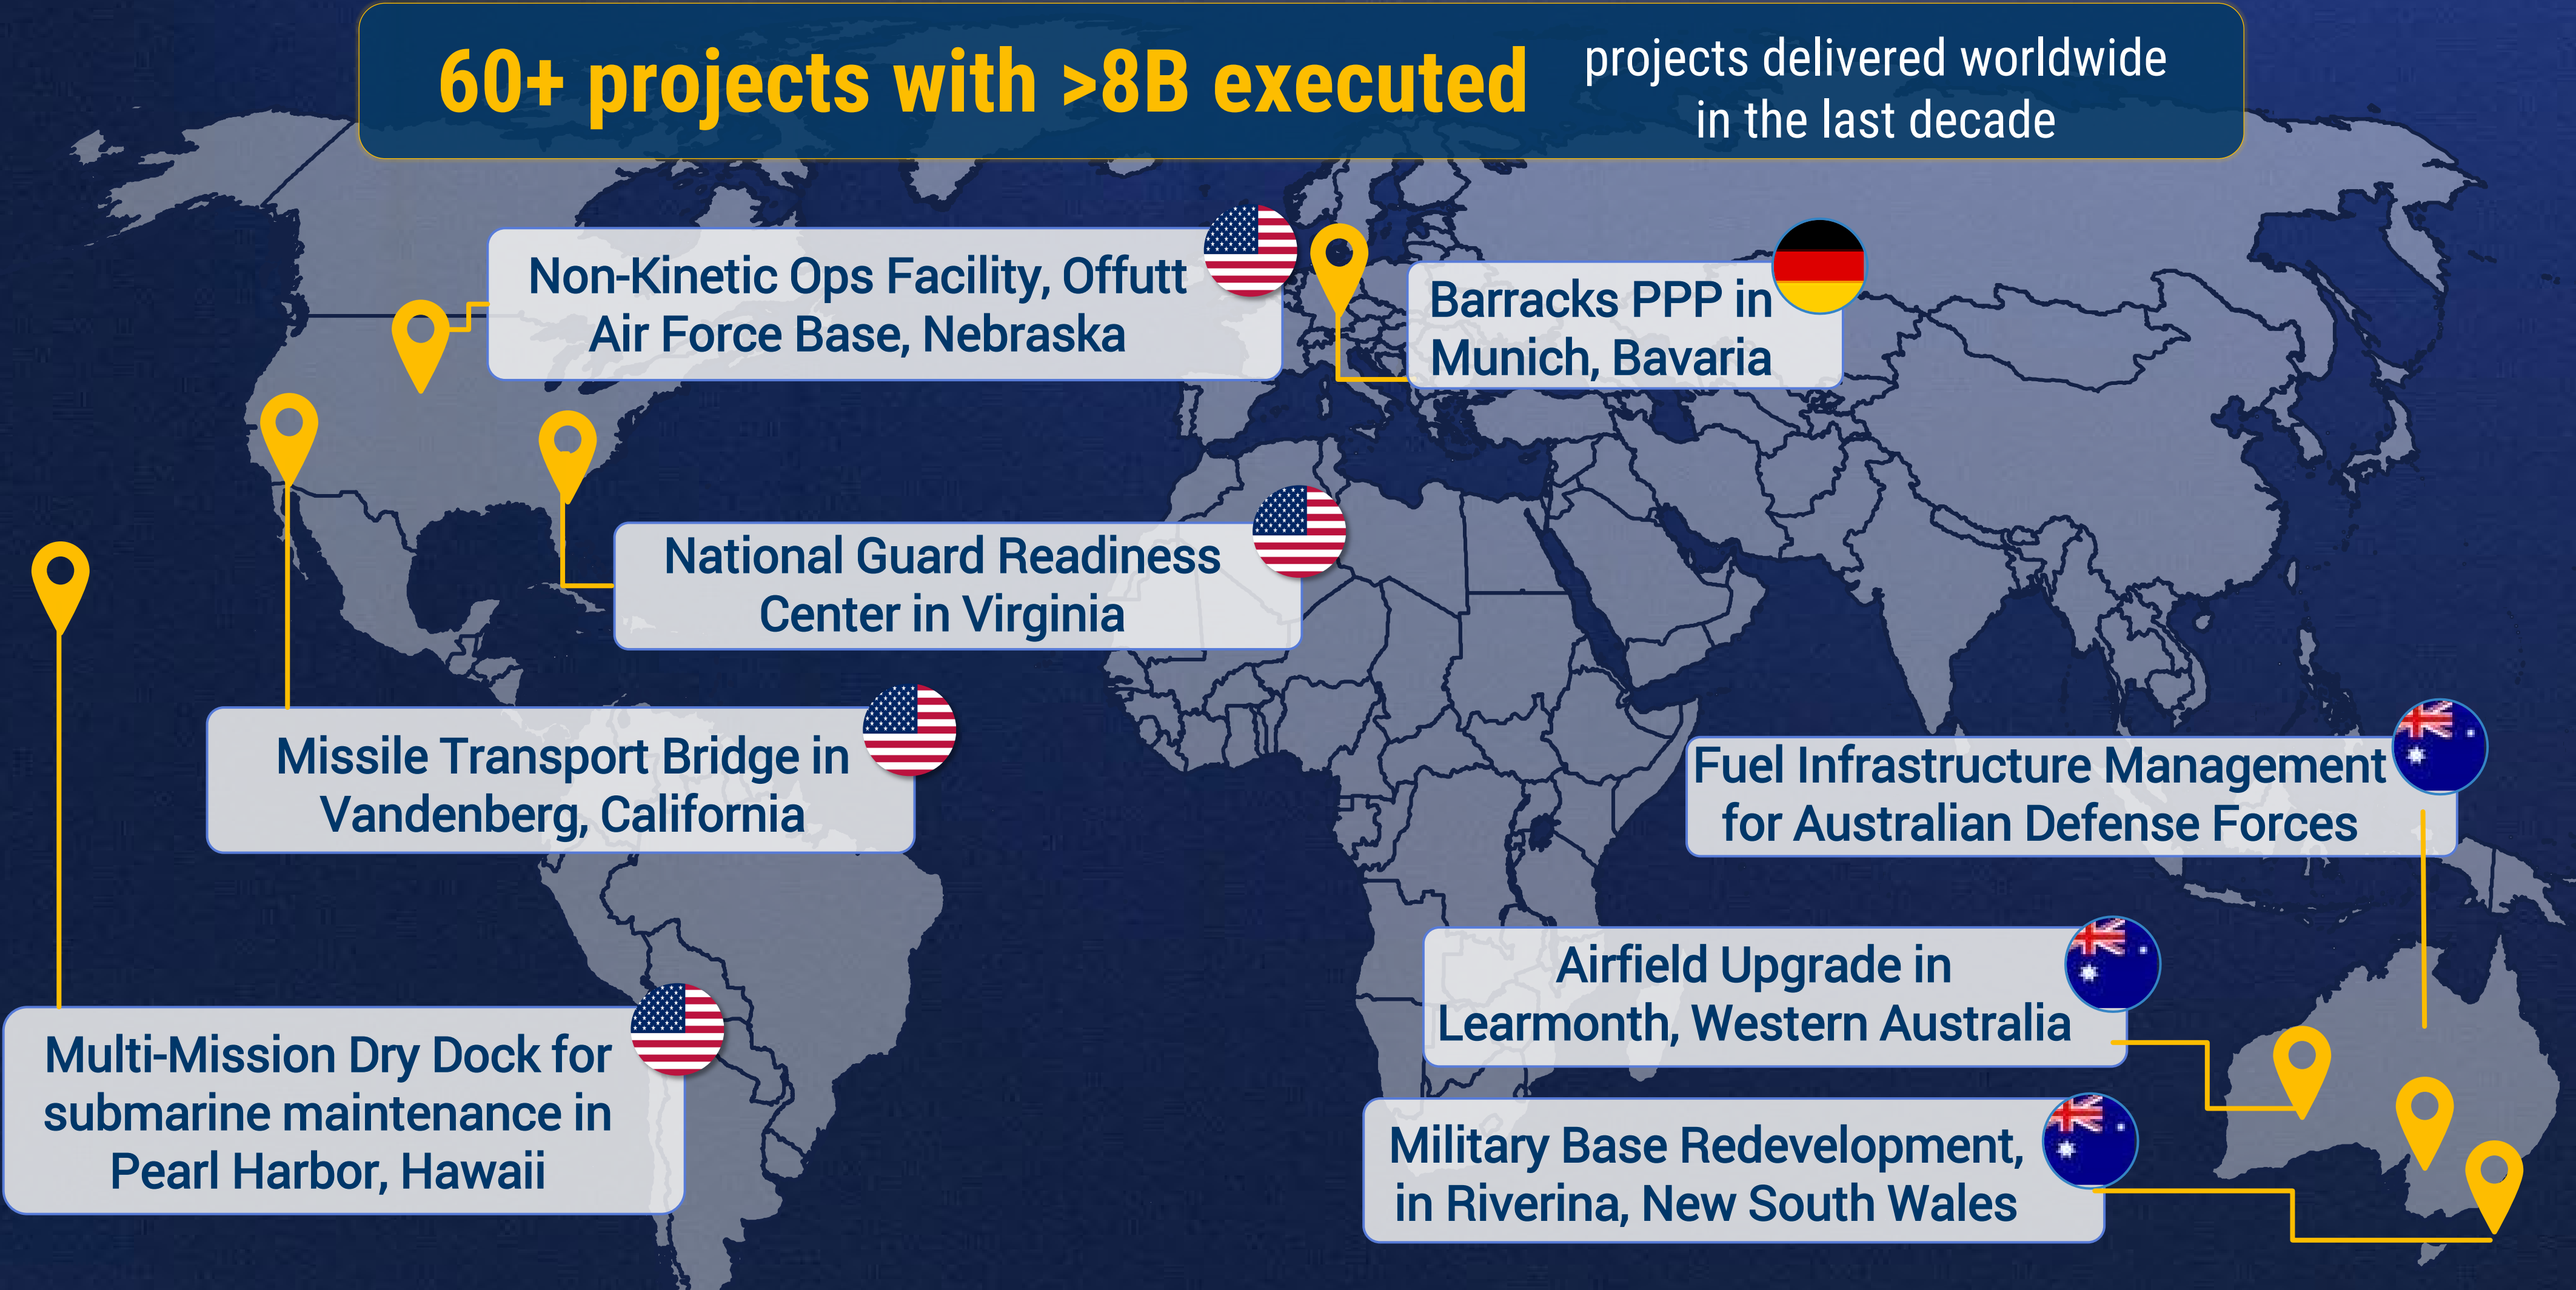 60+ projects with >8B executed
projects delivered worldwide
in the last decade
Non-Kinetic Ops Facility, Offutt
Air Force Base, Nebraska
Barracks PPP in
Munich, Bavaria
National Guard Readiness
Center in Virginia
Missile Transport Bridge in
Vandenberg, California
Fuel Infrastructure Management
for Australian Defense Forces
Airfield Upgrade in
Learmonth, Western Australia
Multi-Mission Dry Dock for
submarine maintenance in
Pearl Harbor, Hawaii
Military Base Redevelopment,
in Riverina, New South Wales